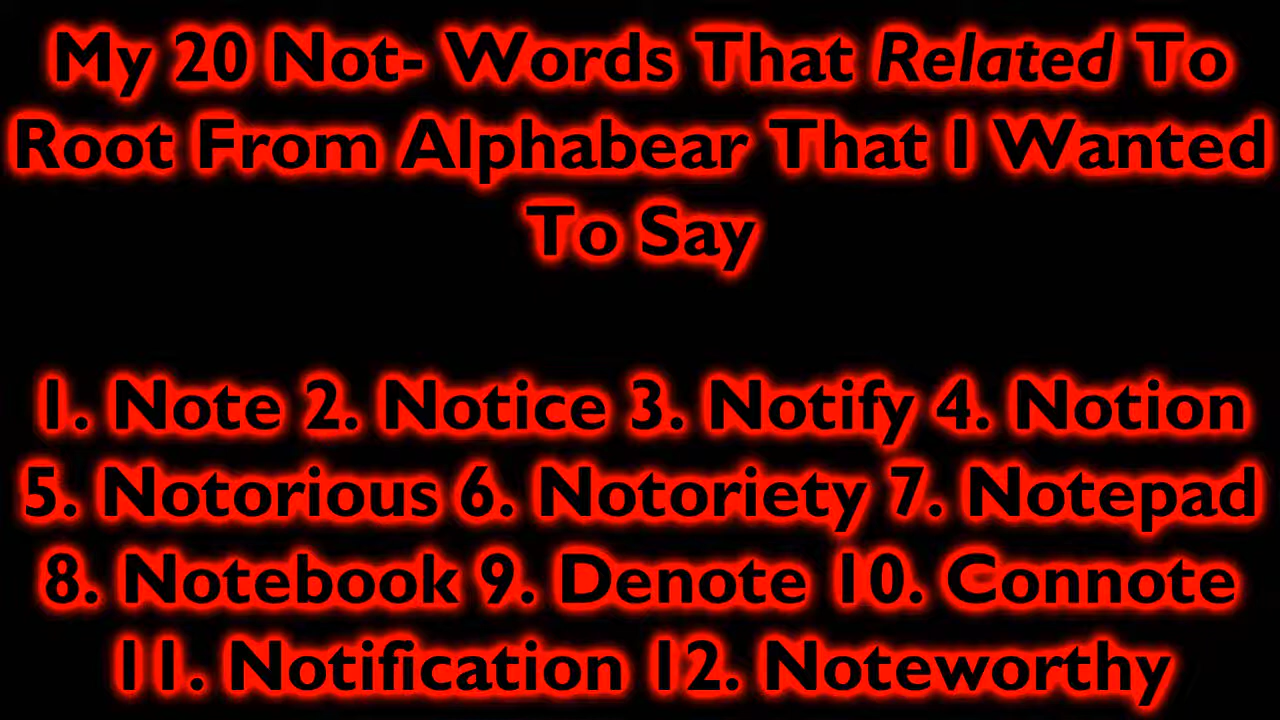 My 20 Not- Words That Related To
Root From Alphabear That I Wanted
To Say
1. Note 2. Notice 3. Notify 4. Notion
5. Notorious 6. Notoriety 7. Notepad
8. Notebook 9. Denote 10. Connote
11. Notification 12. Noteworthy